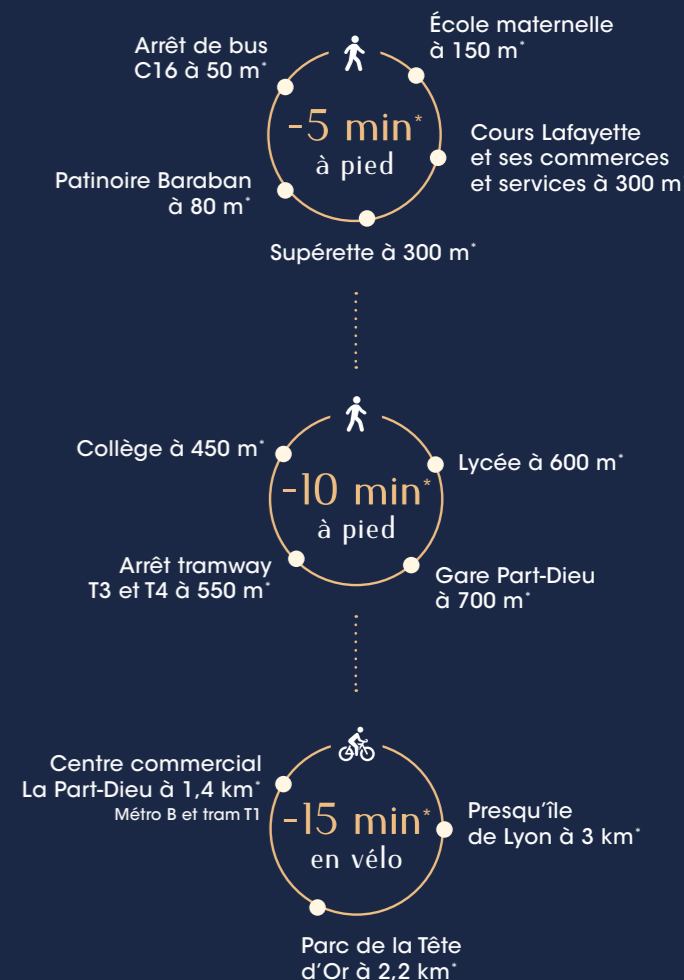 Arrêt de bus
C16 à 50 m*
École maternelle
à 150 m*
-5 min*
à pied
Cours Lafayette
et ses commerces
et services à 300 m
Patinoire Baraban
à 80 m*
Supérette à 300 m*
Collège à 450 m*
Lycée à 600 m*
-10 min*
à pied
Arrêt tramway
T3 et T4 à 550 m*
Gare Part-Dieu
à 700 m*
Centre commercial
La Part-Dieu à 1,4 km*
Métro B et tram T1
-15 min*
en vélo
Presqu'île
de Lyon à 3 km*
Parc de la Tête
d'Or à 2,2 km*